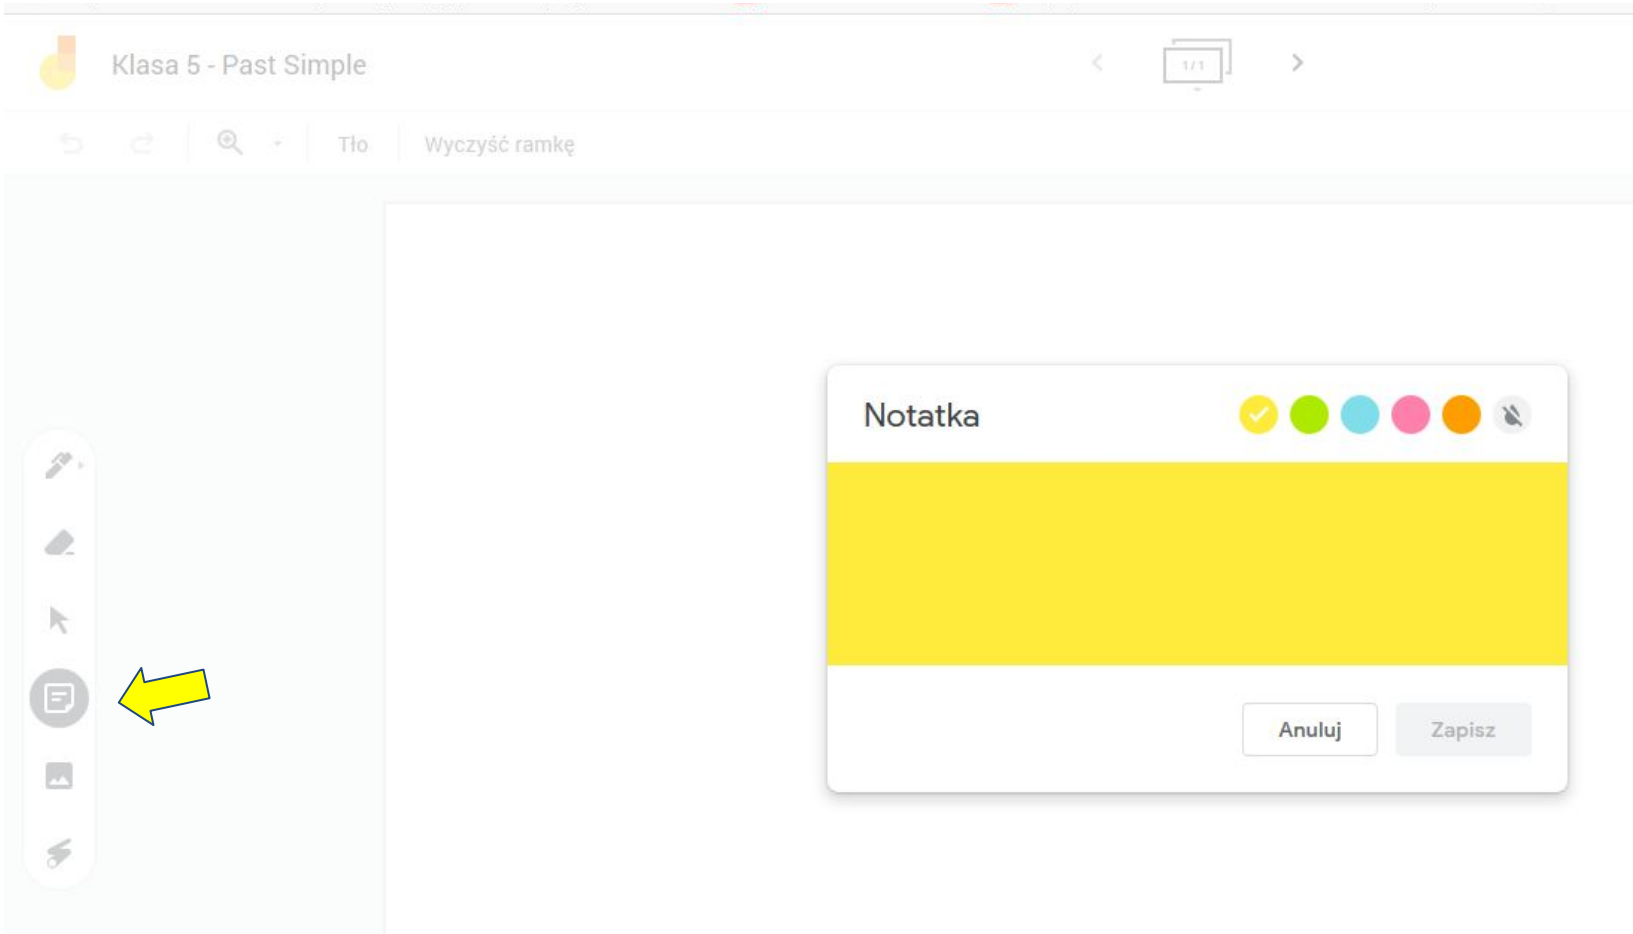 Klasa 5 - Past Simple
1/1
Tło
Wyczyść ramkę
Notatka
Anuluj
Zapisz